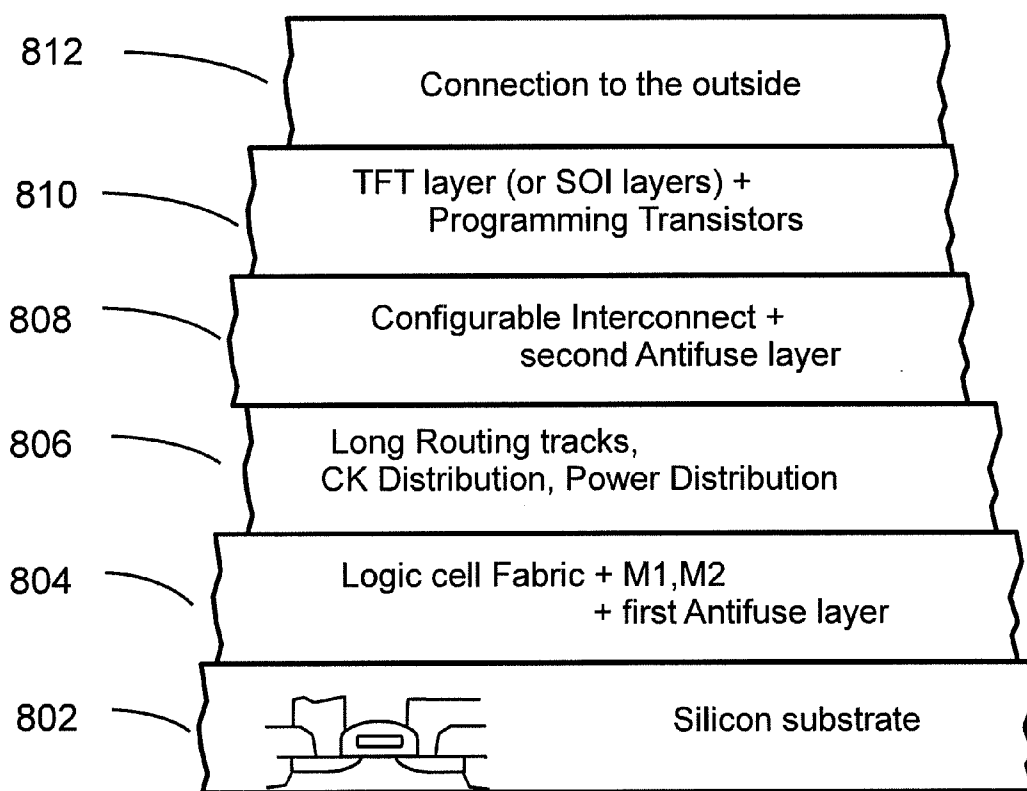 812
Connection to the outside
810
TFT layer (or SOI layers) +
Programming Transistors
808
Configurable Interconnect +
second Antifuse layer
806
Long Routing tracks,
CK Distribution, Power Distribution
804
Logic cell Fabric + M1,M2
+ first Antifuse layer
802
Silicon substrate